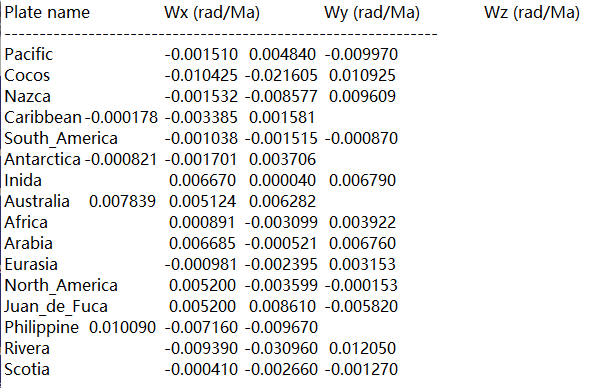 Plate name Wx (rad/Ma) Wy (rad/Ma) Wz (rad/Ma)
--------------------------------------------------------
Pacific -0.001510 0.004840 -0.009970
Cocos -0.010425 -0.021605 0.010925
Nazca -0.001532 -0.008577 0.009609
Caribbean -0.000178 -0.003385 0.001581
South_America -0.001038 -0.001515 -0.000870
Antarctica -0.000821 -0.001701 0.003706
Inida 0.006670 0.000040 0.006790
Australia 0.007839 0.005124 0.006282
Africa 0.000891 -0.003099 0.003922
Arabia 0.006685 -0.000521 0.006760
Eurasia -0.000981 -0.002395 0.003153
North_America 0.005200 -0.003599 -0.000153
Juan_de_Fuca 0.005200 0.008610 -0.005820
Philippine 0.010090 -0.007160 -0.009670
Rivera -0.009390 -0.030960 0.012050
Scotia -0.000410 -0.002660 -0.001270